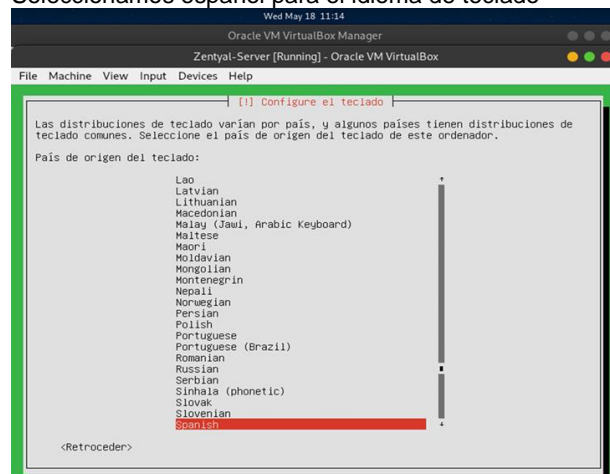 Seleccionamos español para el idioma de teclado
Wed May 18 11:14
Oracle VM VirtualBox Manager
Zentyal-Server [Running] - Oracle VM VirtualBox
File Machine View Input Devices Help
[!] Configure el teclado
Las distribuciones de teclado varían por país, y algunos países tienen distribuciones de
teclado comunes. Seleccione el país de origen del teclado de este ordenador.
País de origen del teclado:
Lao
Latvian
Lithuanian
Macedonian
Malay (Jawi, Arabic Keyboard)
Maltese
Maori
Moldavian
Mongolian
Montenegrin
Nepali
Norwegian
Persian
Polish
Portuguese
Portuguese (Brazil)
Romanian
Russian
Serbian
Sinhala (phonetic)
Slovak
Slovenian
Spanish
<Retroceder>